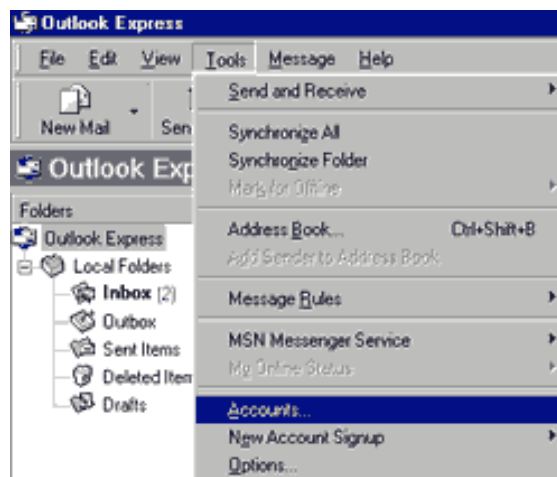 Outlook Express
File Edit View Tools Message Help
New Mail Sen
Outlook Exp
Folders
Outlook Express
Local Folders
Inbox (2)
Outbox
Sent Items
Deleted Item
Drafts
Send and Receive
Synchronize All
Synchronize Folder
Mark for Offline
Address Book... Ctrl+Shift+B
Add Sender to Address Book
Message Rules
MSN Messenger Service
My Online Status
Accounts...
New Account Signup
Options...